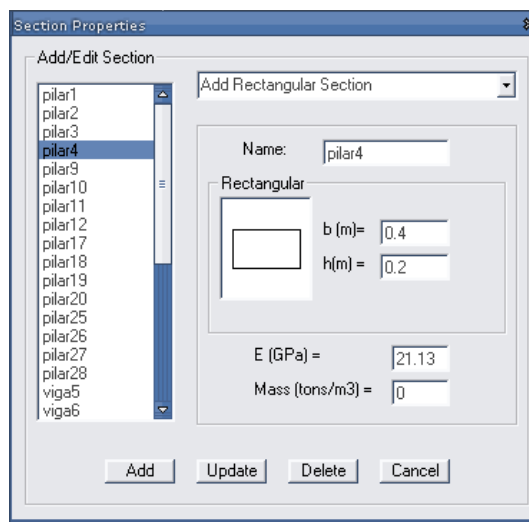 Section Properties
Add/Edit Section
pilar1
pilar2
pilar3
pilar4
pilar9
pilar10
pilar11
pilar12
pilar17
pilar18
pilar19
pilar20
pilar25
pilar26
pilar27
pilar28
viga5
viga6
Add Rectangular Section
Name: pilar4
Rectangular
b (m)= 0.4
h(m) = 0.2
E (GPa) = 21.13
Mass (tons/m3) = 0
Add Update Delete Cancel